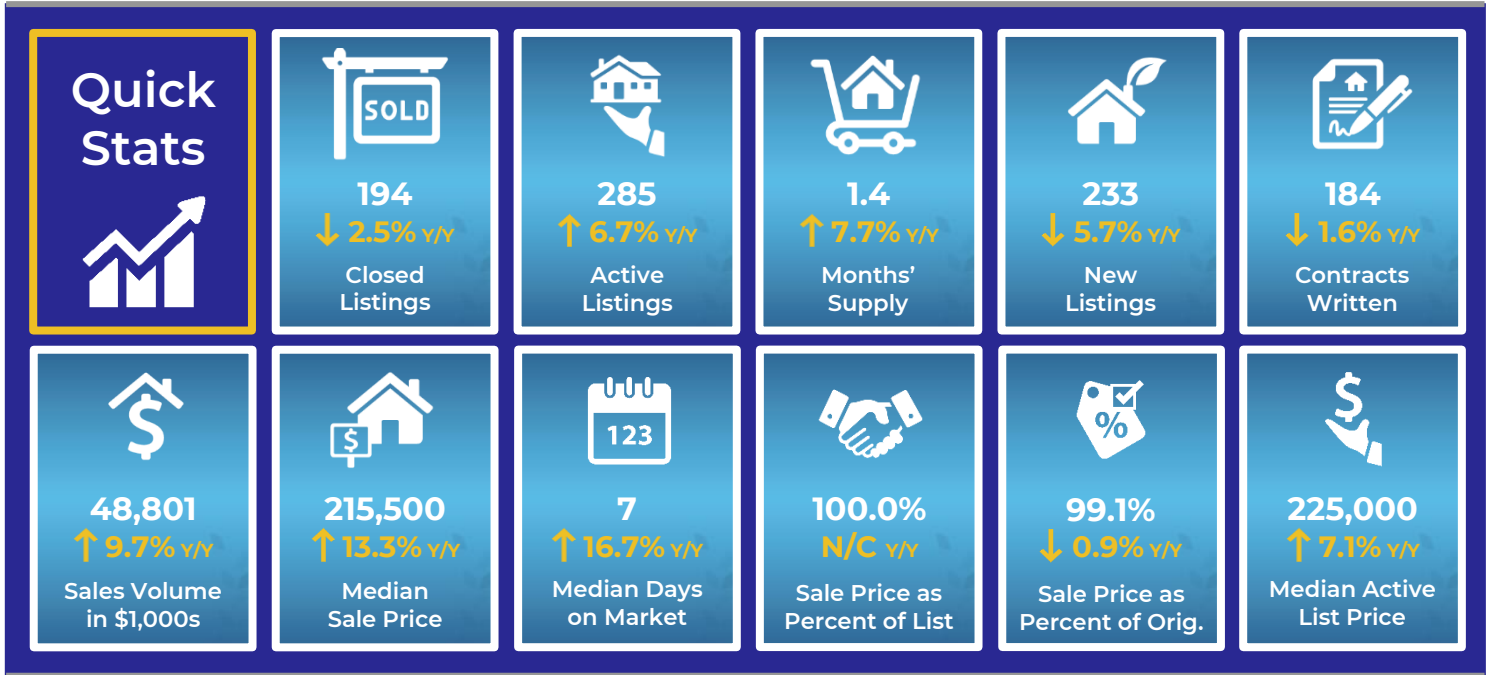 Quick
Stats
SOLD
194
↓ 2.5% Y/Y
Closed
Listings
285
↑ 6.7% Y/Y
Active
Listings
1.4
↑ 7.7% Y/Y
Months’
Supply
233
↓ 5.7% Y/Y
New
Listings
184
↓ 1.6% Y/Y
Contracts
Written
$
48,801
↑ 9.7% Y/Y
Sales Volume
in $1,000s
$
215,500
↑ 13.3% Y/Y
Median
Sale Price
123
7
↑ 16.7% Y/Y
Median Days
on Market
100.0%
N/C Y/Y
Sale Price as
Percent of List
%
99.1%
↓ 0.9% Y/Y
Sale Price as
Percent of Orig.
$
225,000
↑ 7.1% Y/Y
Median Active
List Price